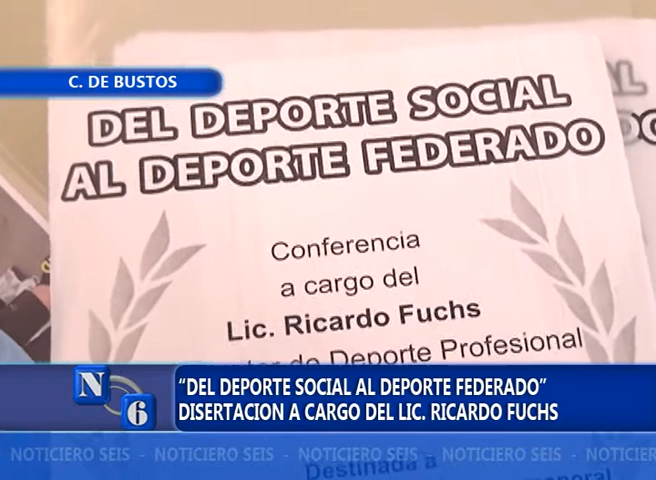 C. DE BUSTOS
DEL DEPORTE SOCIAL
AL DEPORTE FEDERADO
Conferencia
a cargo del
Lic. Ricardo Fuchs
de Deporte Profesional
N
6
“DEL DEPORTE SOCIAL AL DEPORTE FEDERADO”
DISERTACION A CARGO DEL LIC. RICARDO FUCHS
NOTICIERO SEIS - NOTICIERO SEIS - NOTICIERO SEIS - NOTICIERO SEIS - NOTICIERO SEIS
Destinada a